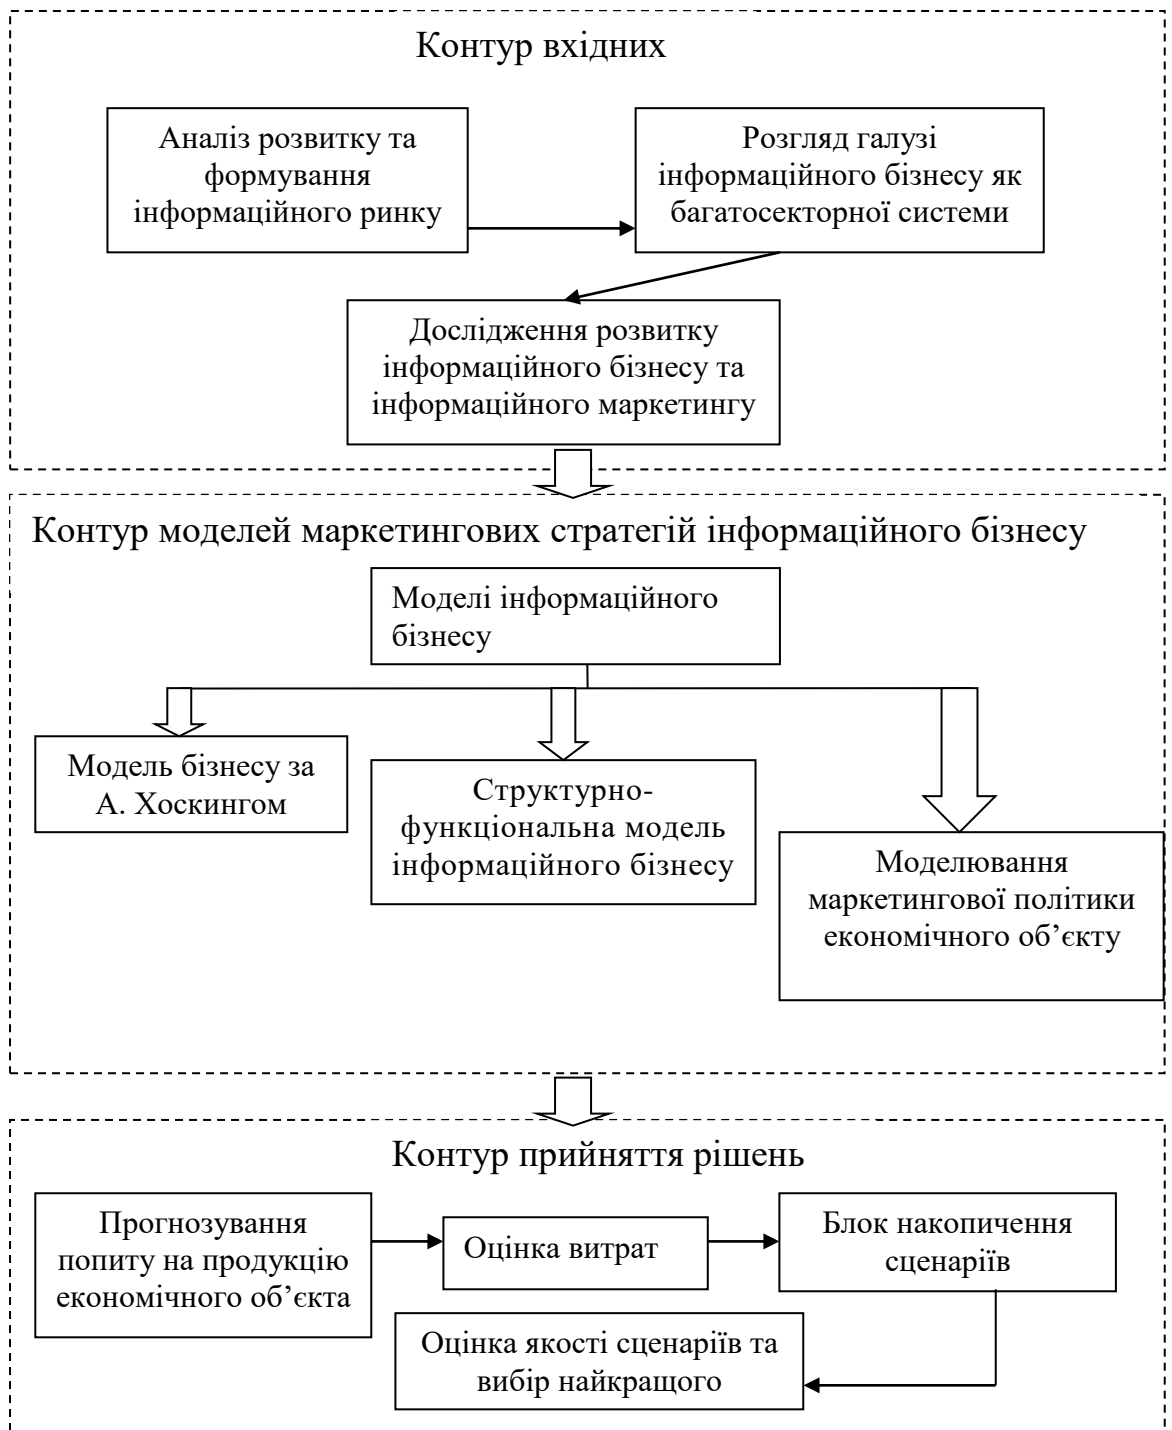 Контур вхідних
Аналіз розвитку та
формування
інформаційного ринку
Розгляд галузі
інформаційного бізнесу як
багатосекторної системи
Дослідження розвитку
інформаційного бізнесу та
інформаційного маркетингу
Контур моделей маркетингових стратегій інформаційного бізнесу
Моделі інформаційного
бізнесу
Модель бізнесу за
А. Хоскингом
Структурно-
функціональна модель
інформаційного бізнесу
Моделювання
маркетингової політики
економічного об’єкту
Контур прийняття рішень
Прогнозування
попиту на продукцію
економічного об’єкта
Оцінка витрат
Блок накопичення
сценаріїв
Оцінка якості сценаріїв та
вибір найкращого